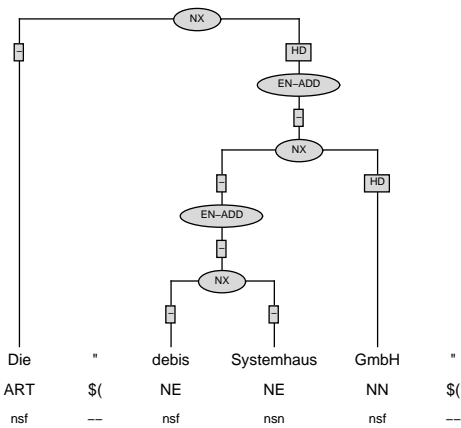 NX
– HD
EN–ADD
–
NX
– HD
EN–ADD
–
NX
– –
Die " debis Systemhaus GmbH "
ART $( NE NE NN $(
nsf –– nsf nsn nsf ––